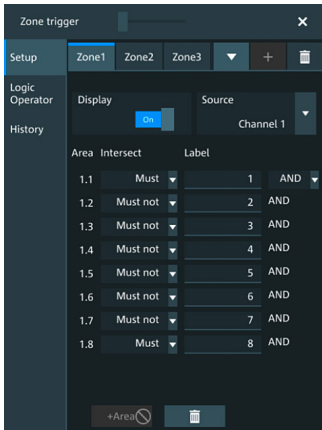 Zone trigger
Setup
Zone1 Zone2 Zone3
Logic
Operator
History
Display
On
Source
Channel 1
Area Intersect Label
1.1 Must 1 AND
1.2 Must not 2 AND
1.3 Must not 3 AND
1.4 Must not 4 AND
1.5 Must not 5 AND
1.6 Must not 6 AND
1.7 Must not 7 AND
1.8 Must 8 AND
+Area